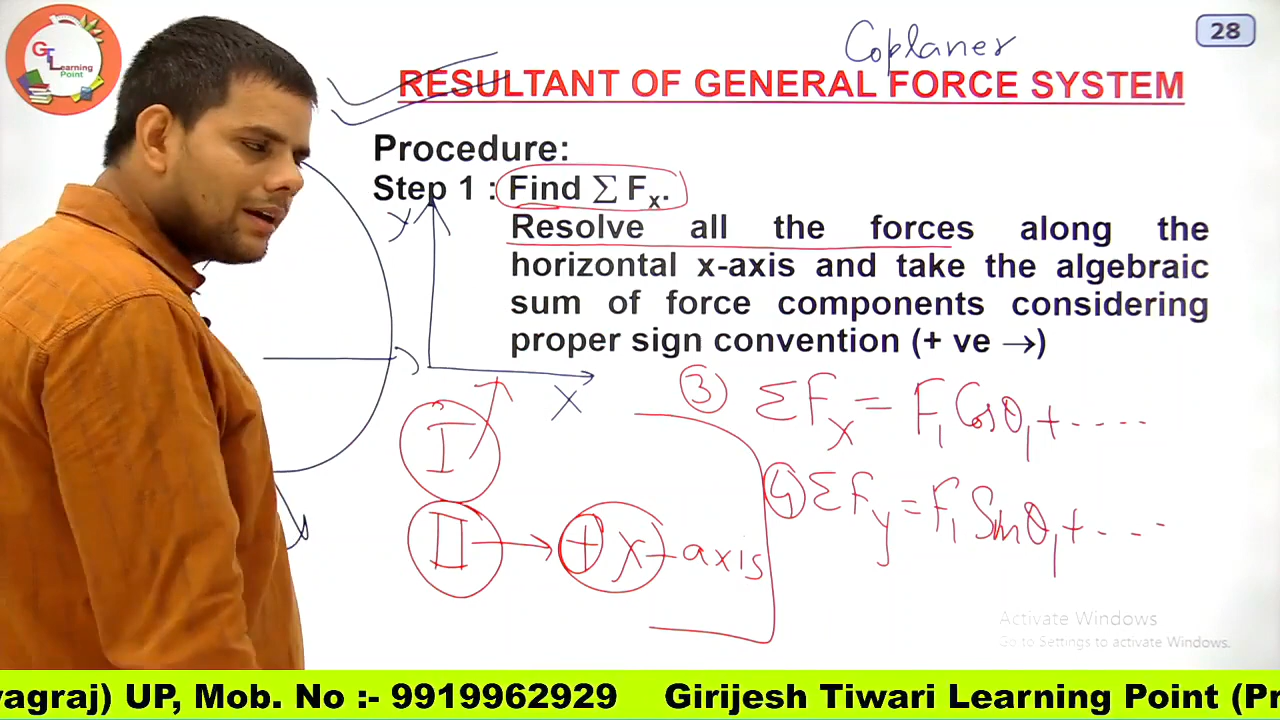 GT
Learning
Point
Coplaner
28
RESULTANT OF GENERAL FORCE SYSTEM
Procedure:
Step 1 : Find ∑ Fx.
Resolve all the forces along the
horizontal x-axis and take the algebraic
sum of force components considering
proper sign convention (+ ve →)
Y
X
③ ΣFx = F1 Cosθ1 + -----
④ ΣFy = F1 Sinθ1 + ----
I
II → + x-axis
Activate Windows
Go to Settings to activate Windows.
yagraj) UP, Mob. No :- 9919962929 Girijesh Tiwari Learning Point (Pr